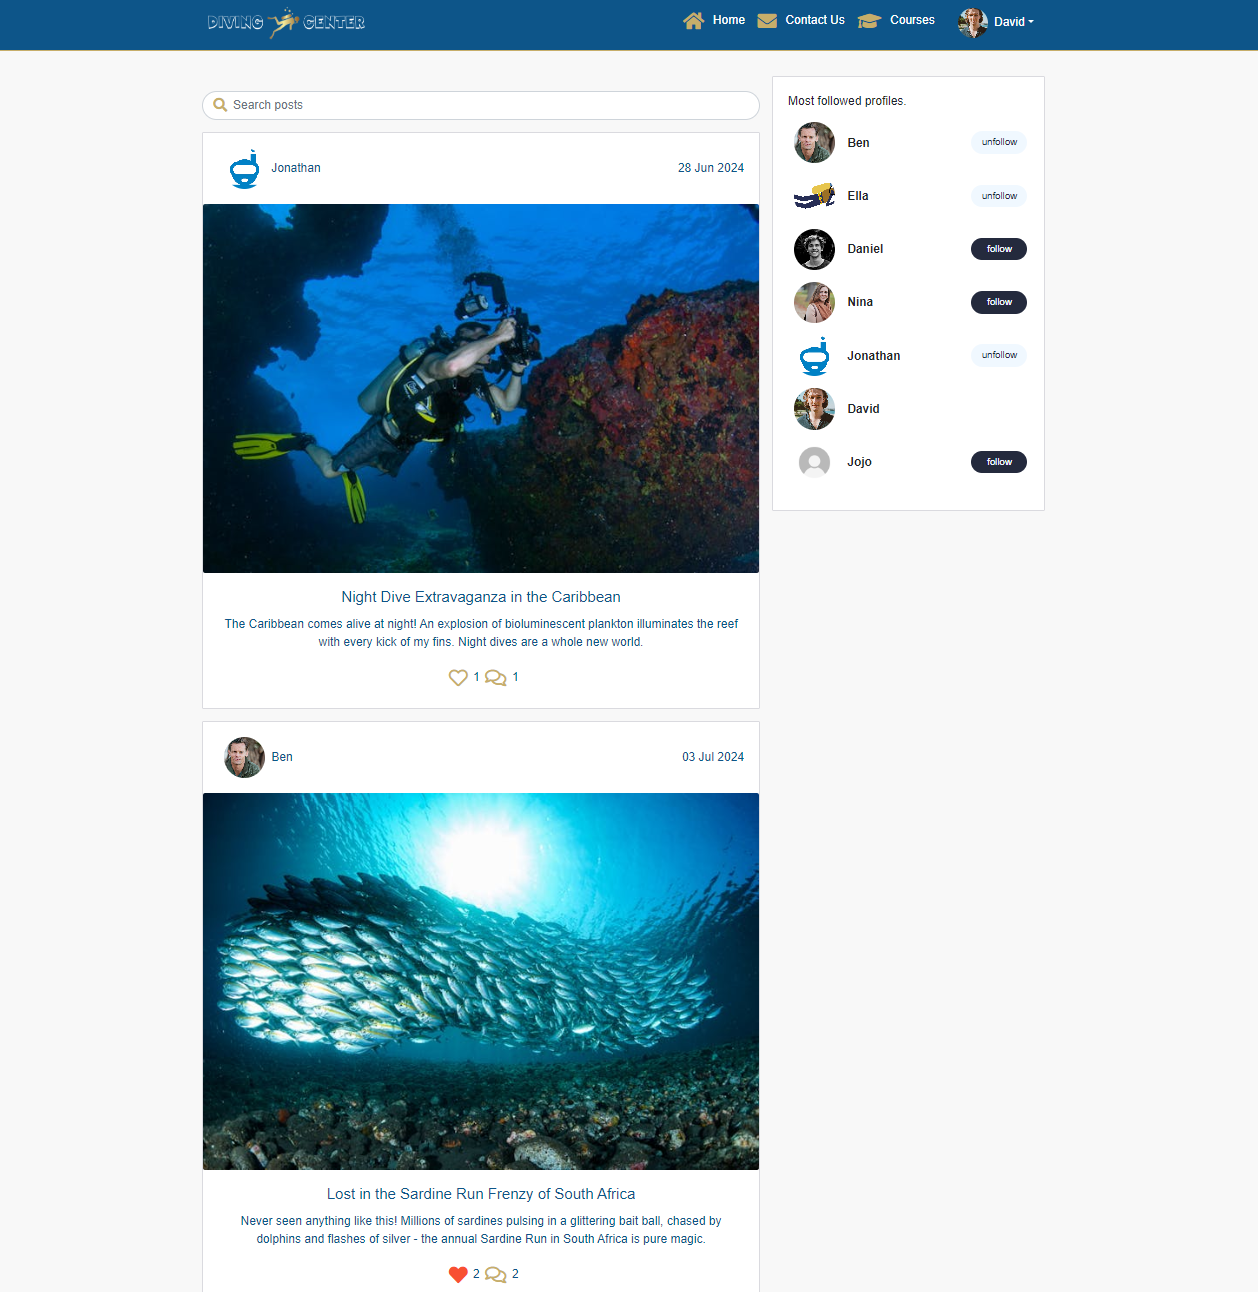 DIVING CENTER
Home
Contact Us
Courses
David
Search posts
Jonathan
28 Jun 2024
Night Dive Extravaganza in the Caribbean
The Caribbean comes alive at night! An explosion of bioluminescent plankton illuminates the reef
with every kick of my fins. Night dives are a whole new world.
1
1
Ben
03 Jul 2024
Lost in the Sardine Run Frenzy of South Africa
Never seen anything like this! Millions of sardines pulsing in a glittering bait ball, chased by
dolphins and flashes of silver - the annual Sardine Run in South Africa is pure magic.
2
2
Most followed profiles.
Ben
unfollow
Ella
unfollow
Daniel
follow
Nina
follow
Jonathan
unfollow
David
Jojo
follow